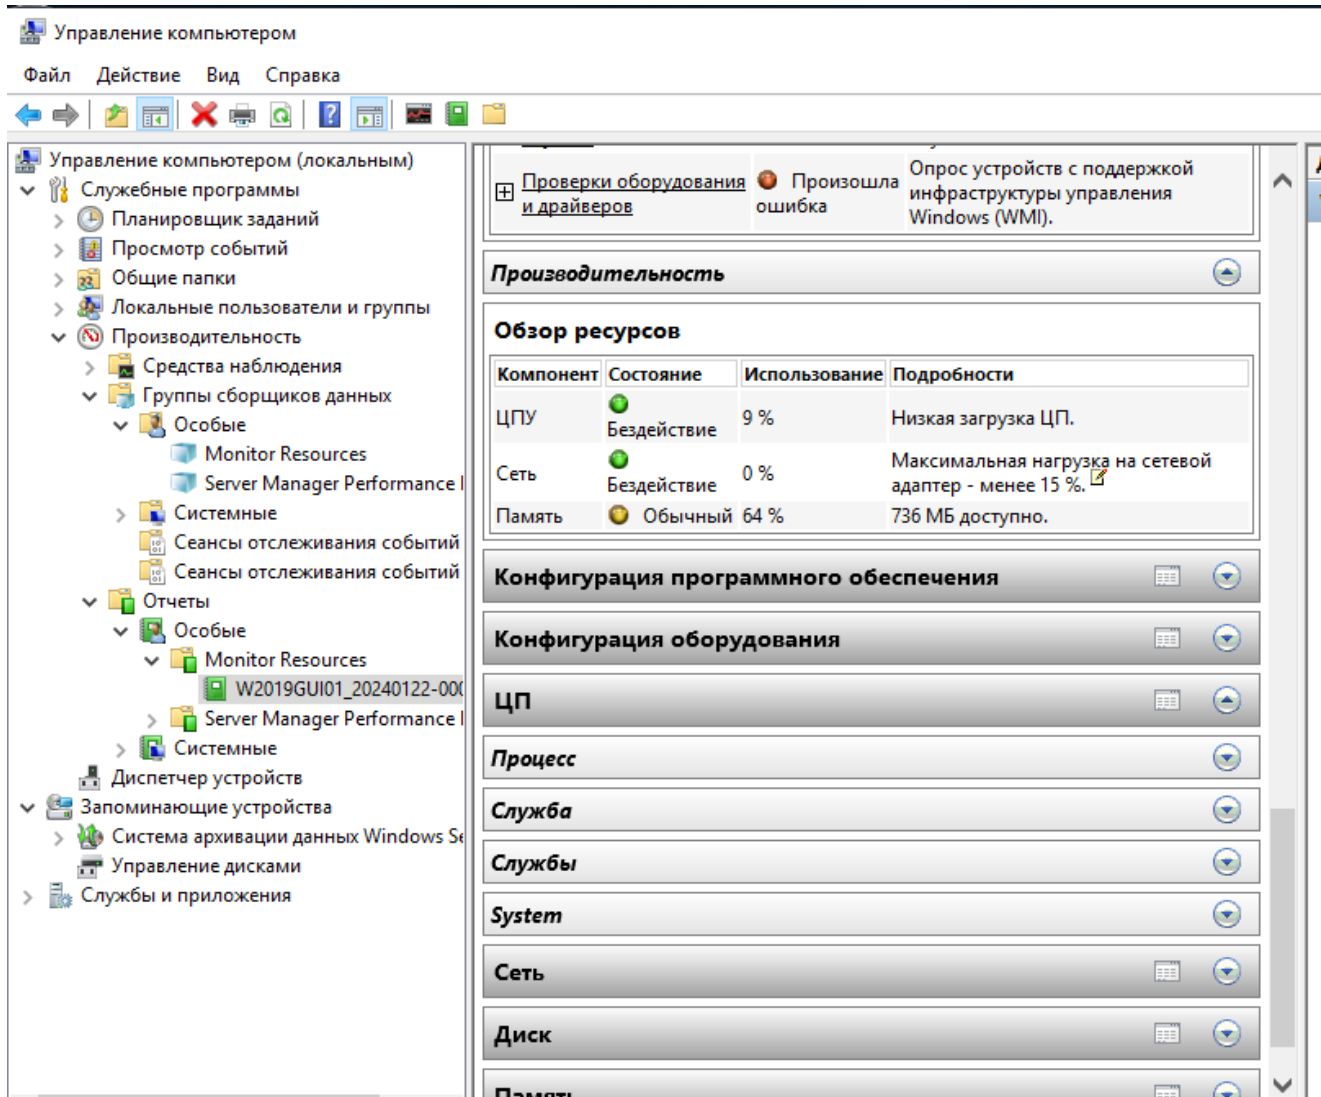 Управление компьютером
Файл Действие Вид Справка
Управление компьютером (локальным)
Служебные программы
Планировщик заданий
Просмотр событий
Общие папки
Локальные пользователи и группы
Производительность
Средства наблюдения
Группы сборщиков данных
Особые
Monitor Resources
Server Manager Performance
Системные
Сеансы отслеживания событий
Сеансы отслеживания событий
Отчеты
Особые
Monitor Resources
W2019GUI01_20240122-000
Server Manager Performance
Системные
Диспетчер устройств
Запоминающие устройства
Система архивации данных Windows Se
Управление дисками
Службы и приложения
Проверки оборудования
и драйверов
Произошла
ошибка
Опрос устройств с поддержкой
инфраструктуры управления
Windows (WMI).
Производительность
Обзор ресурсов
Компонент Состояние Использование Подробности
ЦПУ Бездействие 9 % Низкая загрузка ЦП.
Сеть Бездействие 0 % Максимальная нагрузка на сетевой
адаптер - менее 15 %.
Память Обычный 64 % 736 МБ доступно.
Конфигурация программного обеспечения
Конфигурация оборудования
ЦП
Процесс
Служба
Службы
System
Сеть
Диск
Память